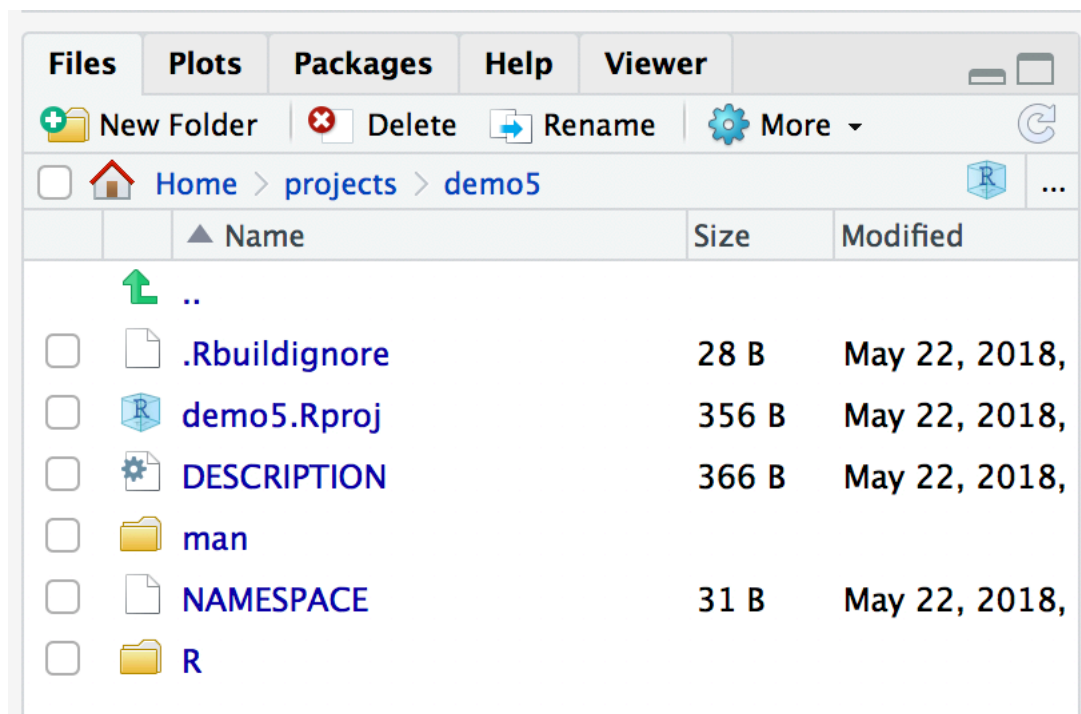 Files Plots Packages Help Viewer
New Folder Delete Rename More
Home projects demo5 R ...
Name Size Modified
..
.Rbuildignore 28 B May 22, 2018,
R demo5.Rproj 356 B May 22, 2018,
DESCRIPTION 366 B May 22, 2018,
man
NAMESPACE 31 B May 22, 2018,
R